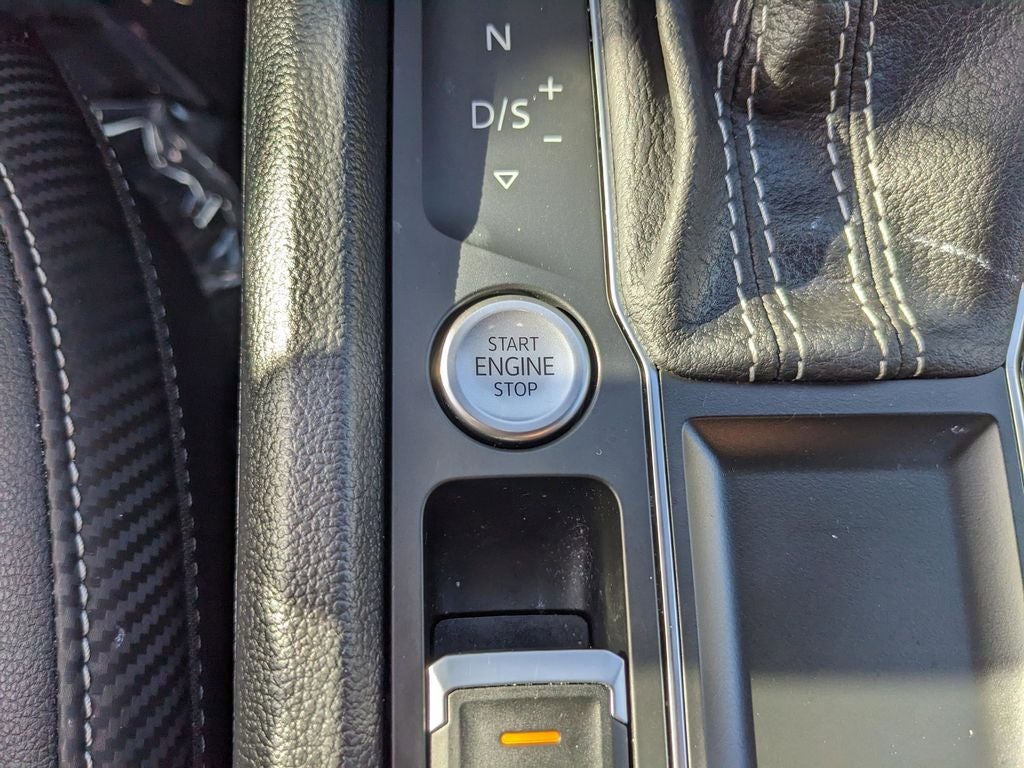 N
D/S + -
START
ENGINE
STOP